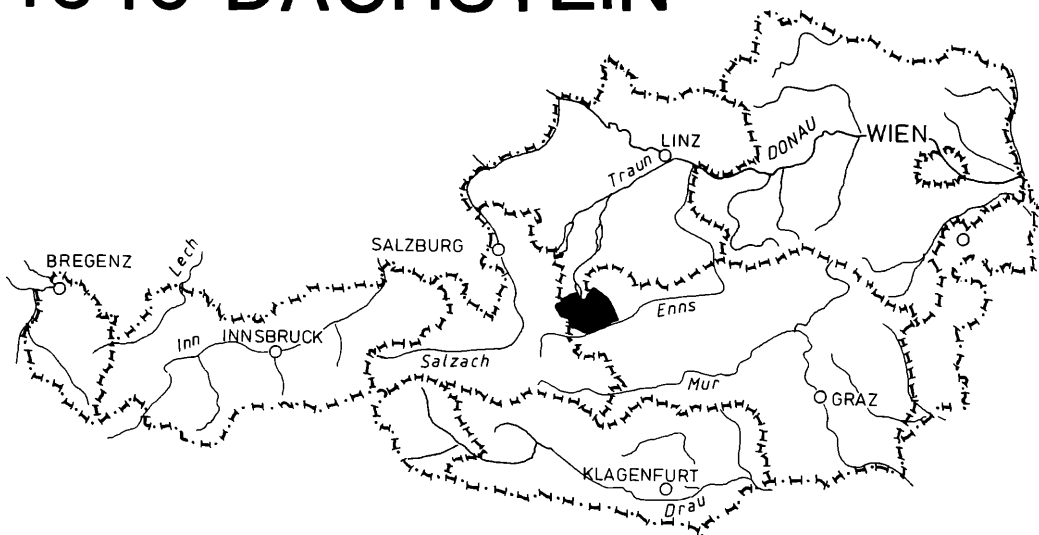 DACHSTEIN
LINZ
DONAU
WIEN
Traun
SALZBURG
Lech
BREGENZ
Enns
Inn
INNSBRUCK
Salzach
Mur
GRAZ
KLAGENFURT
Drau